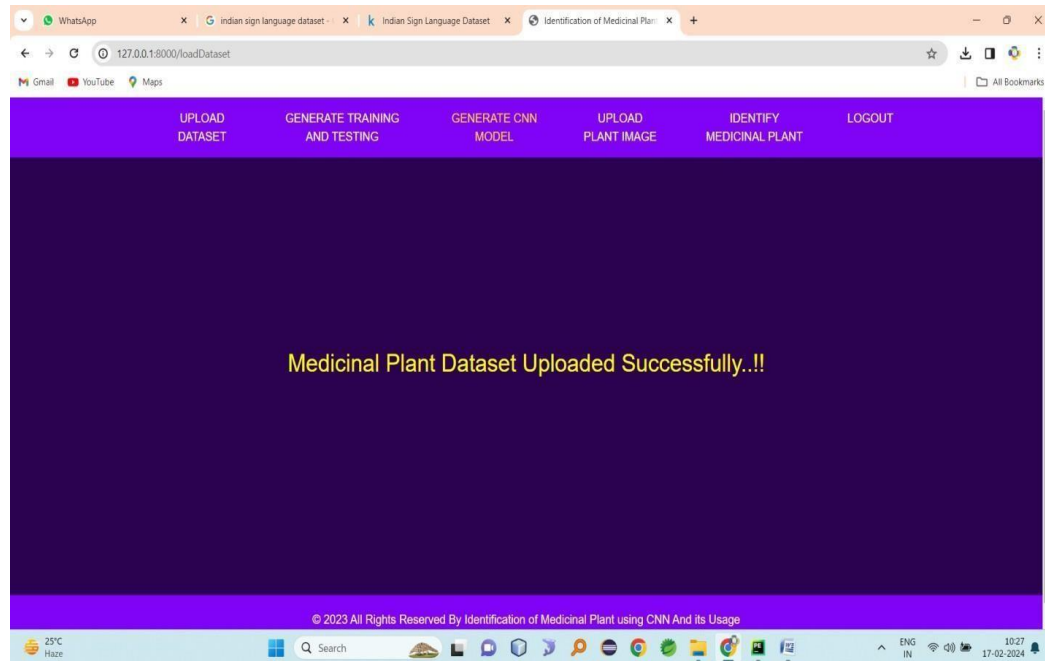 WhatsApp
indian sign language dataset -
Indian Sign Language Dataset
Identification of Medicinal Plan
127.0.0.1:8000/loadDataset
Gmail
YouTube
Maps
All Bookmarks
UPLOAD
DATASET
GENERATE TRAINING
AND TESTING
GENERATE CNN
MODEL
UPLOAD
PLANT IMAGE
IDENTIFY
MEDICINAL PLANT
LOGOUT
Medicinal Plant Dataset Uploaded Successfully..!!
© 2023 All Rights Reserved By Identification of Medicinal Plant using CNN And its Usage
25°C
Haze
Search
ENG
IN
10:27
17-02-2024